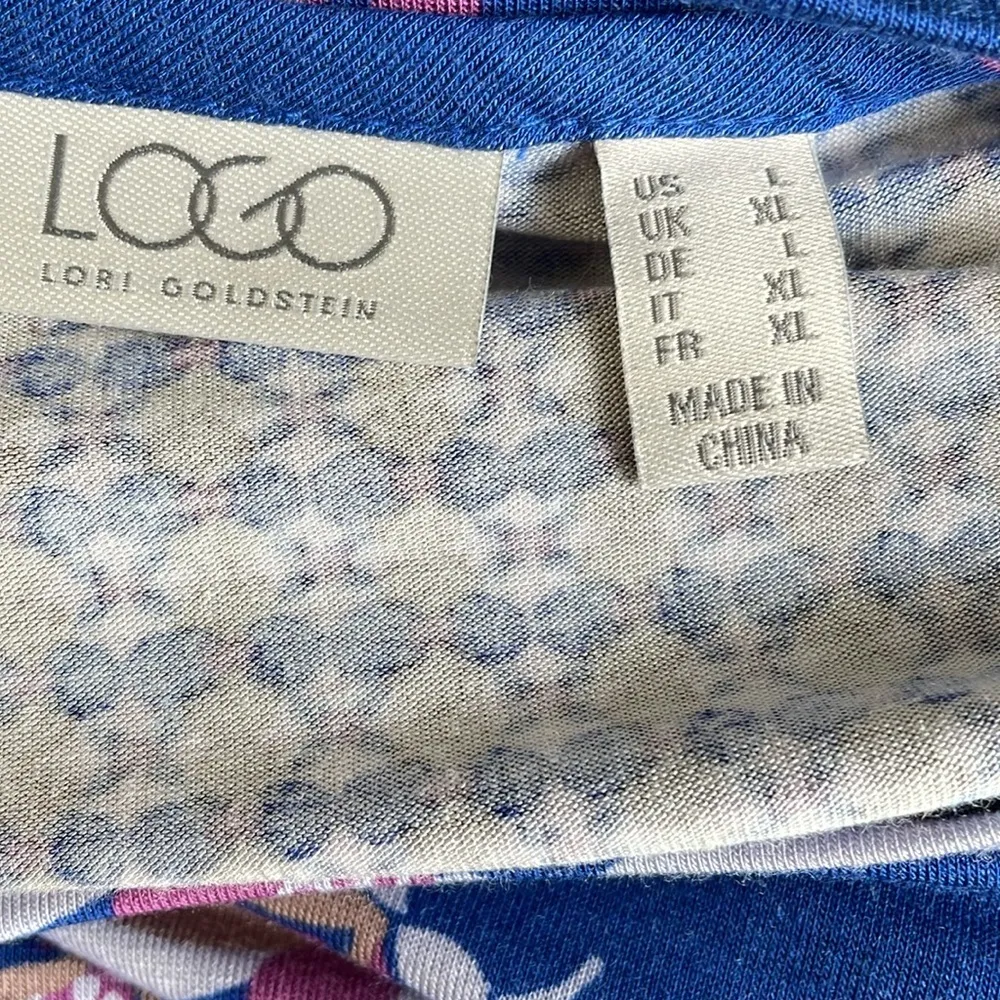 LOGO
LORI GOLDSTEIN
US L
UK XL
DE L
IT XL
FR XL
MADE IN
CHINA